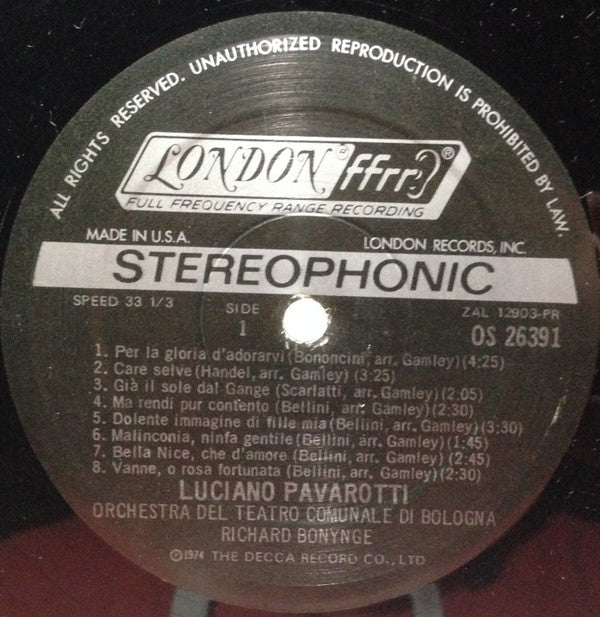 ALL RIGHTS RESERVED. UNAUTHORIZED REPRODUCTION IS PROHIBITED BY LAW.
LONDON ffrr ®
FULL FREQUENCY RANGE RECORDING
MADE IN U.S.A. LONDON RECORDS, INC.
STEREOPHONIC
SPEED 33 1/3 SIDE ZAL 12903-PR
1 OS 26391
1. Per la gloria d'adorarvi (Bononcini, arr. Gamley) (4:25)
2. Care selve (Handel, arr. Gamley) (3:25)
3. Già il sole dal Gange (Scarlatti, arr. Gamley) (2:05)
4. Ma rendi pur contento (Bellini, arr. Gamley) (2:30)
5. Dolente immagine di fille mia (Bellini, arr. Gamley) (3:30)
6. Malinconia, ninfa gentile (Bellini, arr. Gamley) (1:45)
7. Bella Nice, che d'amore (Bellini, arr. Gamley) (2:45)
8. Vanne, o rosa fortunata (Bellini, arr. Gamley) (2:30)
LUCIANO PAVAROTTI
ORCHESTRA DEL TEATRO COMUNALE DI BOLOGNA
RICHARD BONYNGE
Ⓟ1974 THE DECCA RECORD CO., LTD